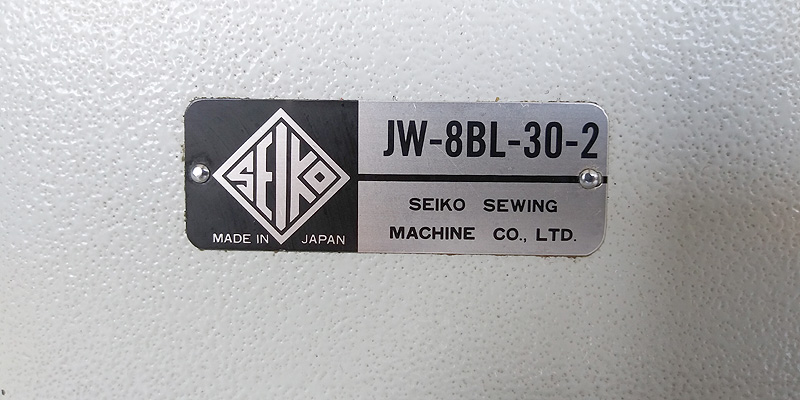 SEIKO
MADE IN JAPAN
JW-8BL-30-2
SEIKO SEWING
MACHINE CO., LTD.